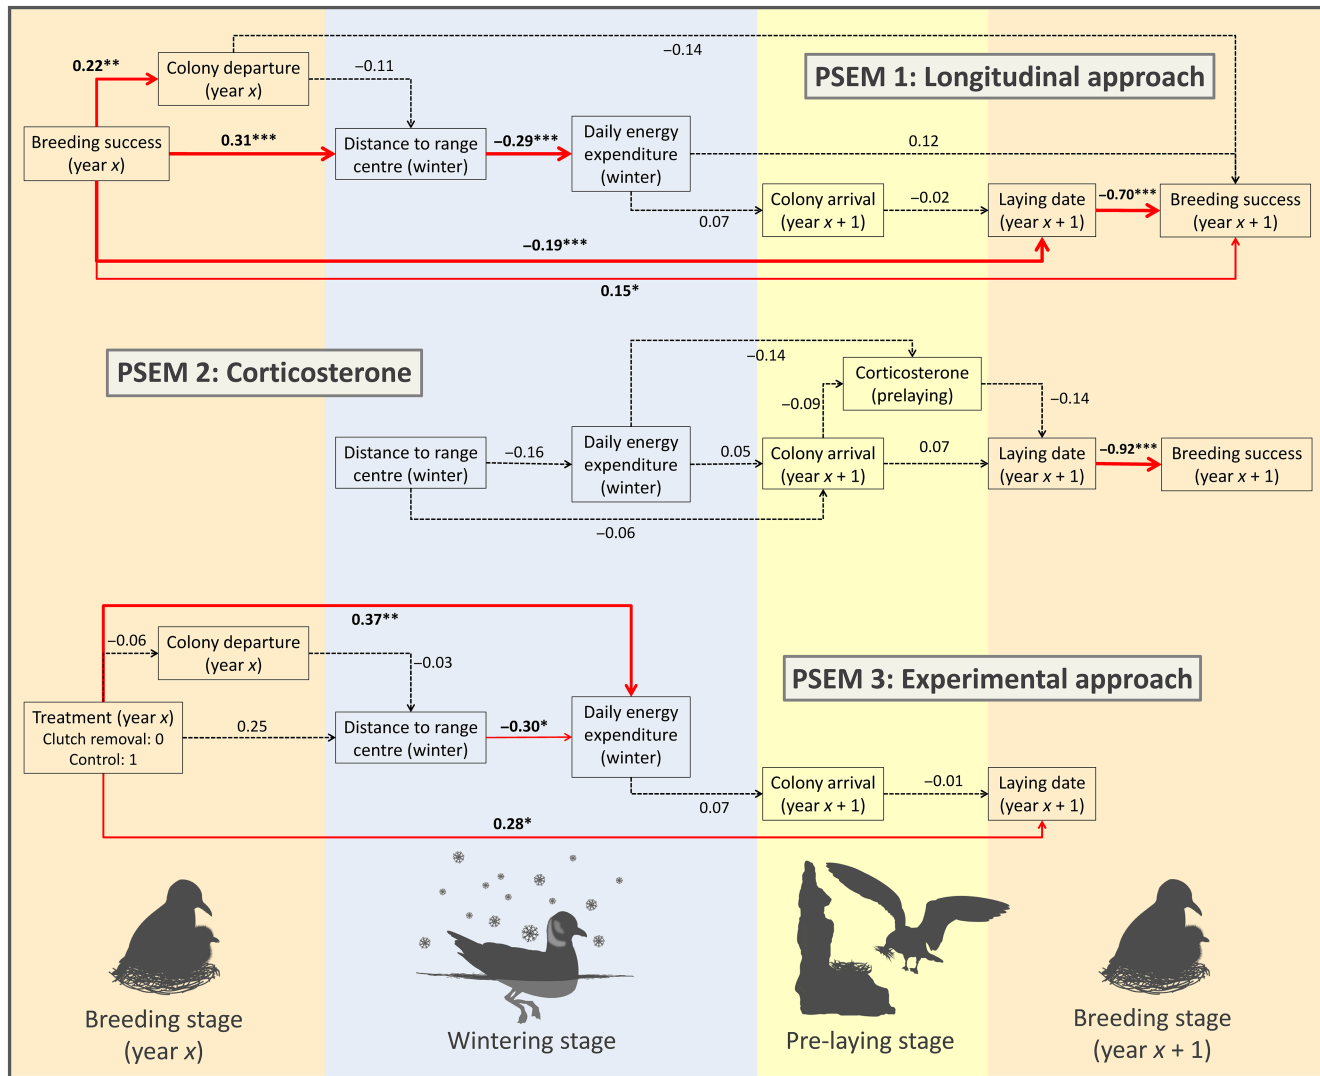 −0.14
0.22**
Colony departure
(year x)
−0.11
PSEM 1: Longitudinal approach
Breeding success
(year x)
0.31***
Distance to range
centre (winter)
−0.29***
Daily energy
expenditure
(winter)
0.12
0.07
Colony arrival
(year x + 1)
−0.02
Laying date
(year x + 1)
−0.70***
Breeding success
(year x + 1)
−0.19***
0.15*
PSEM 2: Corticosterone
−0.14
Corticosterone
(prelaying)
−0.09
−0.14
Distance to range
centre (winter)
−0.16
Daily energy
expenditure
(winter)
0.05
Colony arrival
(year x + 1)
0.07
Laying date
(year x + 1)
−0.92***
Breeding success
(year x + 1)
−0.06
0.37**
−0.06
Colony departure
(year x)
−0.03
PSEM 3: Experimental approach
Treatment (year x)
Clutch removal: 0
Control: 1
0.25
Distance to range
centre (winter)
−0.30*
Daily energy
expenditure
(winter)
0.07
Colony arrival
(year x + 1)
−0.01
Laying date
(year x + 1)
0.28*
Breeding stage
(year x)
Wintering stage
Pre-laying stage
Breeding stage
(year x + 1)